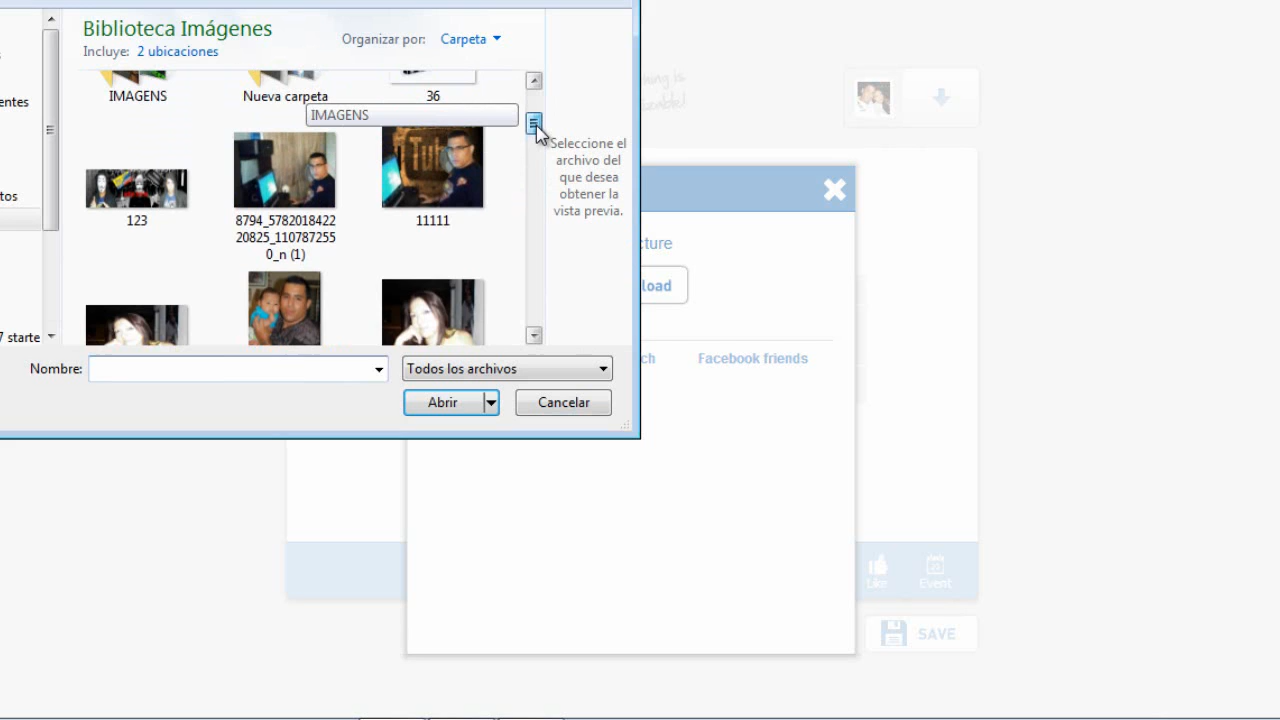 Biblioteca Imágenes
Incluye: 2 ubicaciones
Organizar por: Carpeta
entes
tos
7 starte
IMAGENS
Nueva carpeta
36
IMAGENS
123
8794_5782018422
20825_110787255
0_n (1)
11111
Seleccione el
archivo del
que desea
obtener la
vista previa.
Nombre:
Todos los archivos
Abrir
Cancelar
cture
load
ch
Facebook friends
Like
Event
SAVE